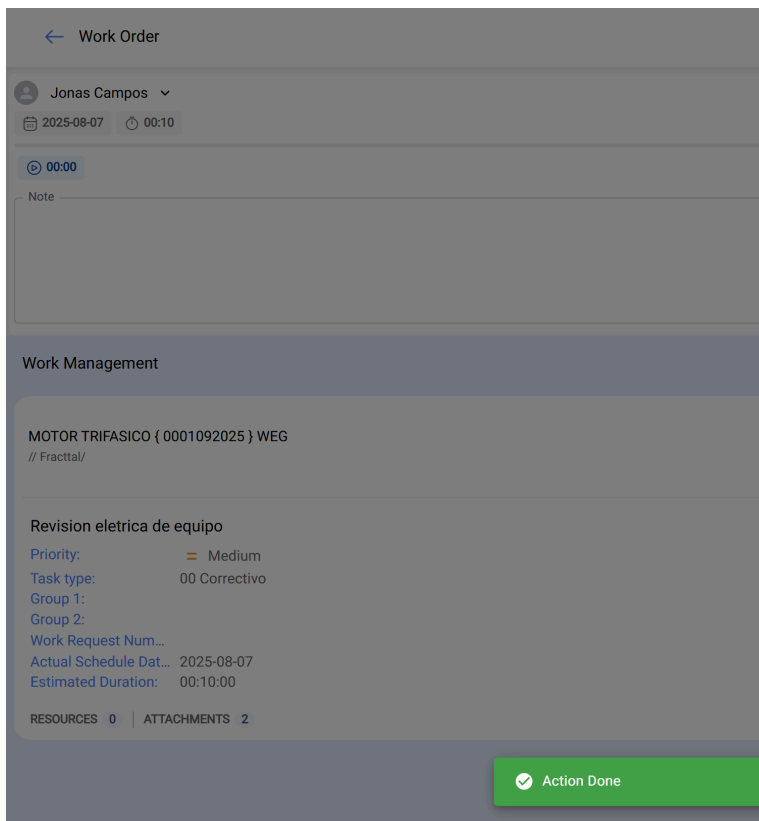 Work Order
Jonas Campos
2025-08-07 00:10
00:00
Note
Work Management
MOTOR TRIFASICO { 0001092025 } WEG
// Fracttal/
Revision eletrica de equipo
Priority: Medium
Task type: 00 Correctivo
Group 1:
Group 2:
Work Request Num...
Actual Schedule Dat... 2025-08-07
Estimated Duration: 00:10:00
RESOURCES 0 ATTACHMENTS 2
Action Done